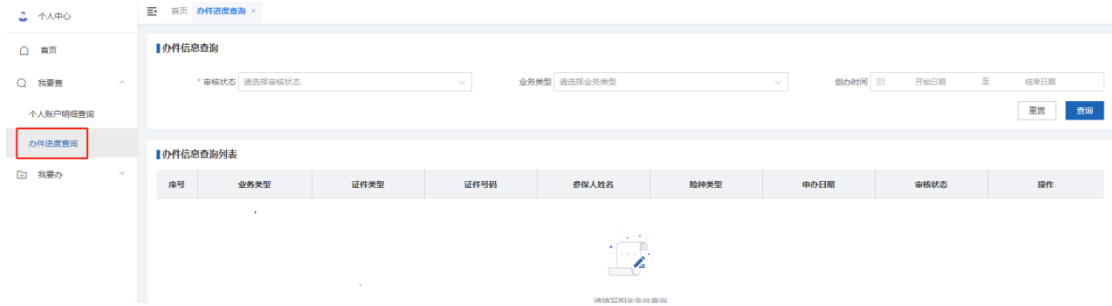 个人中心
首页 办件进度查询 ×
首页
我要查
个人账户明细查询
办件进度查询
我要办
办件信息查询
* 审核状态 请选择审核状态
业务类型 请选择业务类型
创办时间 开始日期 至 结束日期
重置 查询
办件信息查询列表
序号 业务类型 证件类型 证件号码 参保人姓名 险种类型 申办日期 审核状态 操作
请填写相关条件查询